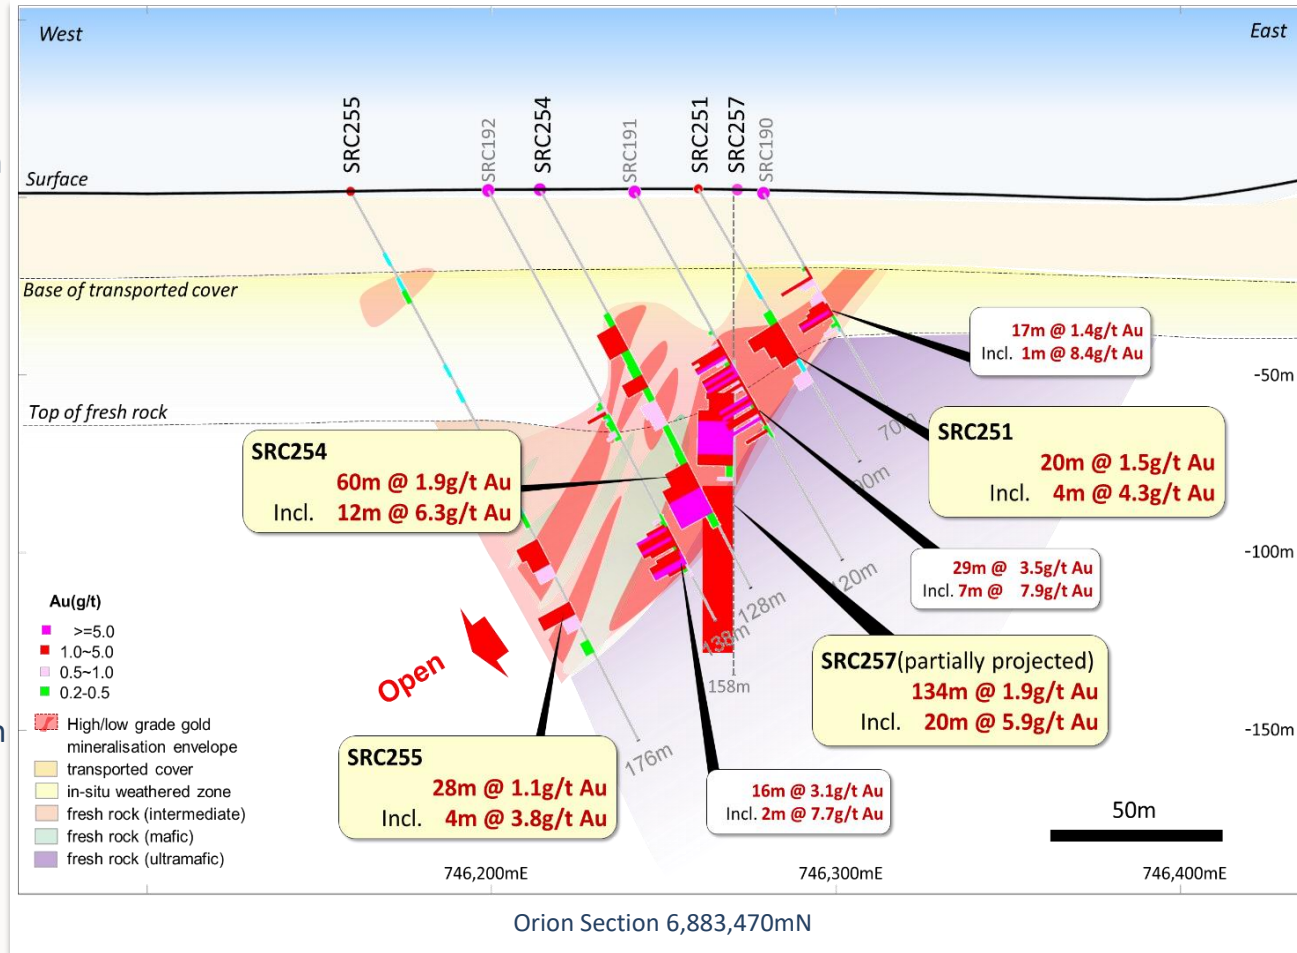 West
East
SRC255
SRC192
SRC254
SRC191
SRC251
SRC257
SRC190
Surface
Base of transported cover
Top of fresh rock
17m @ 1.4g/t Au
Incl. 1m @ 8.4g/t Au
-50m
70m
90m
SRC251
20m @ 1.5g/t Au
Incl. 4m @ 4.3g/t Au
SRC254
60m @ 1.9g/t Au
Incl. 12m @ 6.3g/t Au
-100m
29m @ 3.5g/t Au
Incl. 7m @ 7.9g/t Au
120m
128m
138m
158m
176m
Open
SRC257(partially projected)
134m @ 1.9g/t Au
Incl. 20m @ 5.9g/t Au
-150m
SRC255
28m @ 1.1g/t Au
Incl. 4m @ 3.8g/t Au
16m @ 3.1g/t Au
Incl. 2m @ 7.7g/t Au
Au(g/t)
>=5.0
1.0~5.0
0.5~1.0
0.2-0.5
High/low grade gold
mineralisation envelope
transported cover
in-situ weathered zone
fresh rock (intermediate)
fresh rock (mafic)
fresh rock (ultramafic)
50m
746,200mE
746,300mE
746,400mE
Orion Section 6,883,470mN